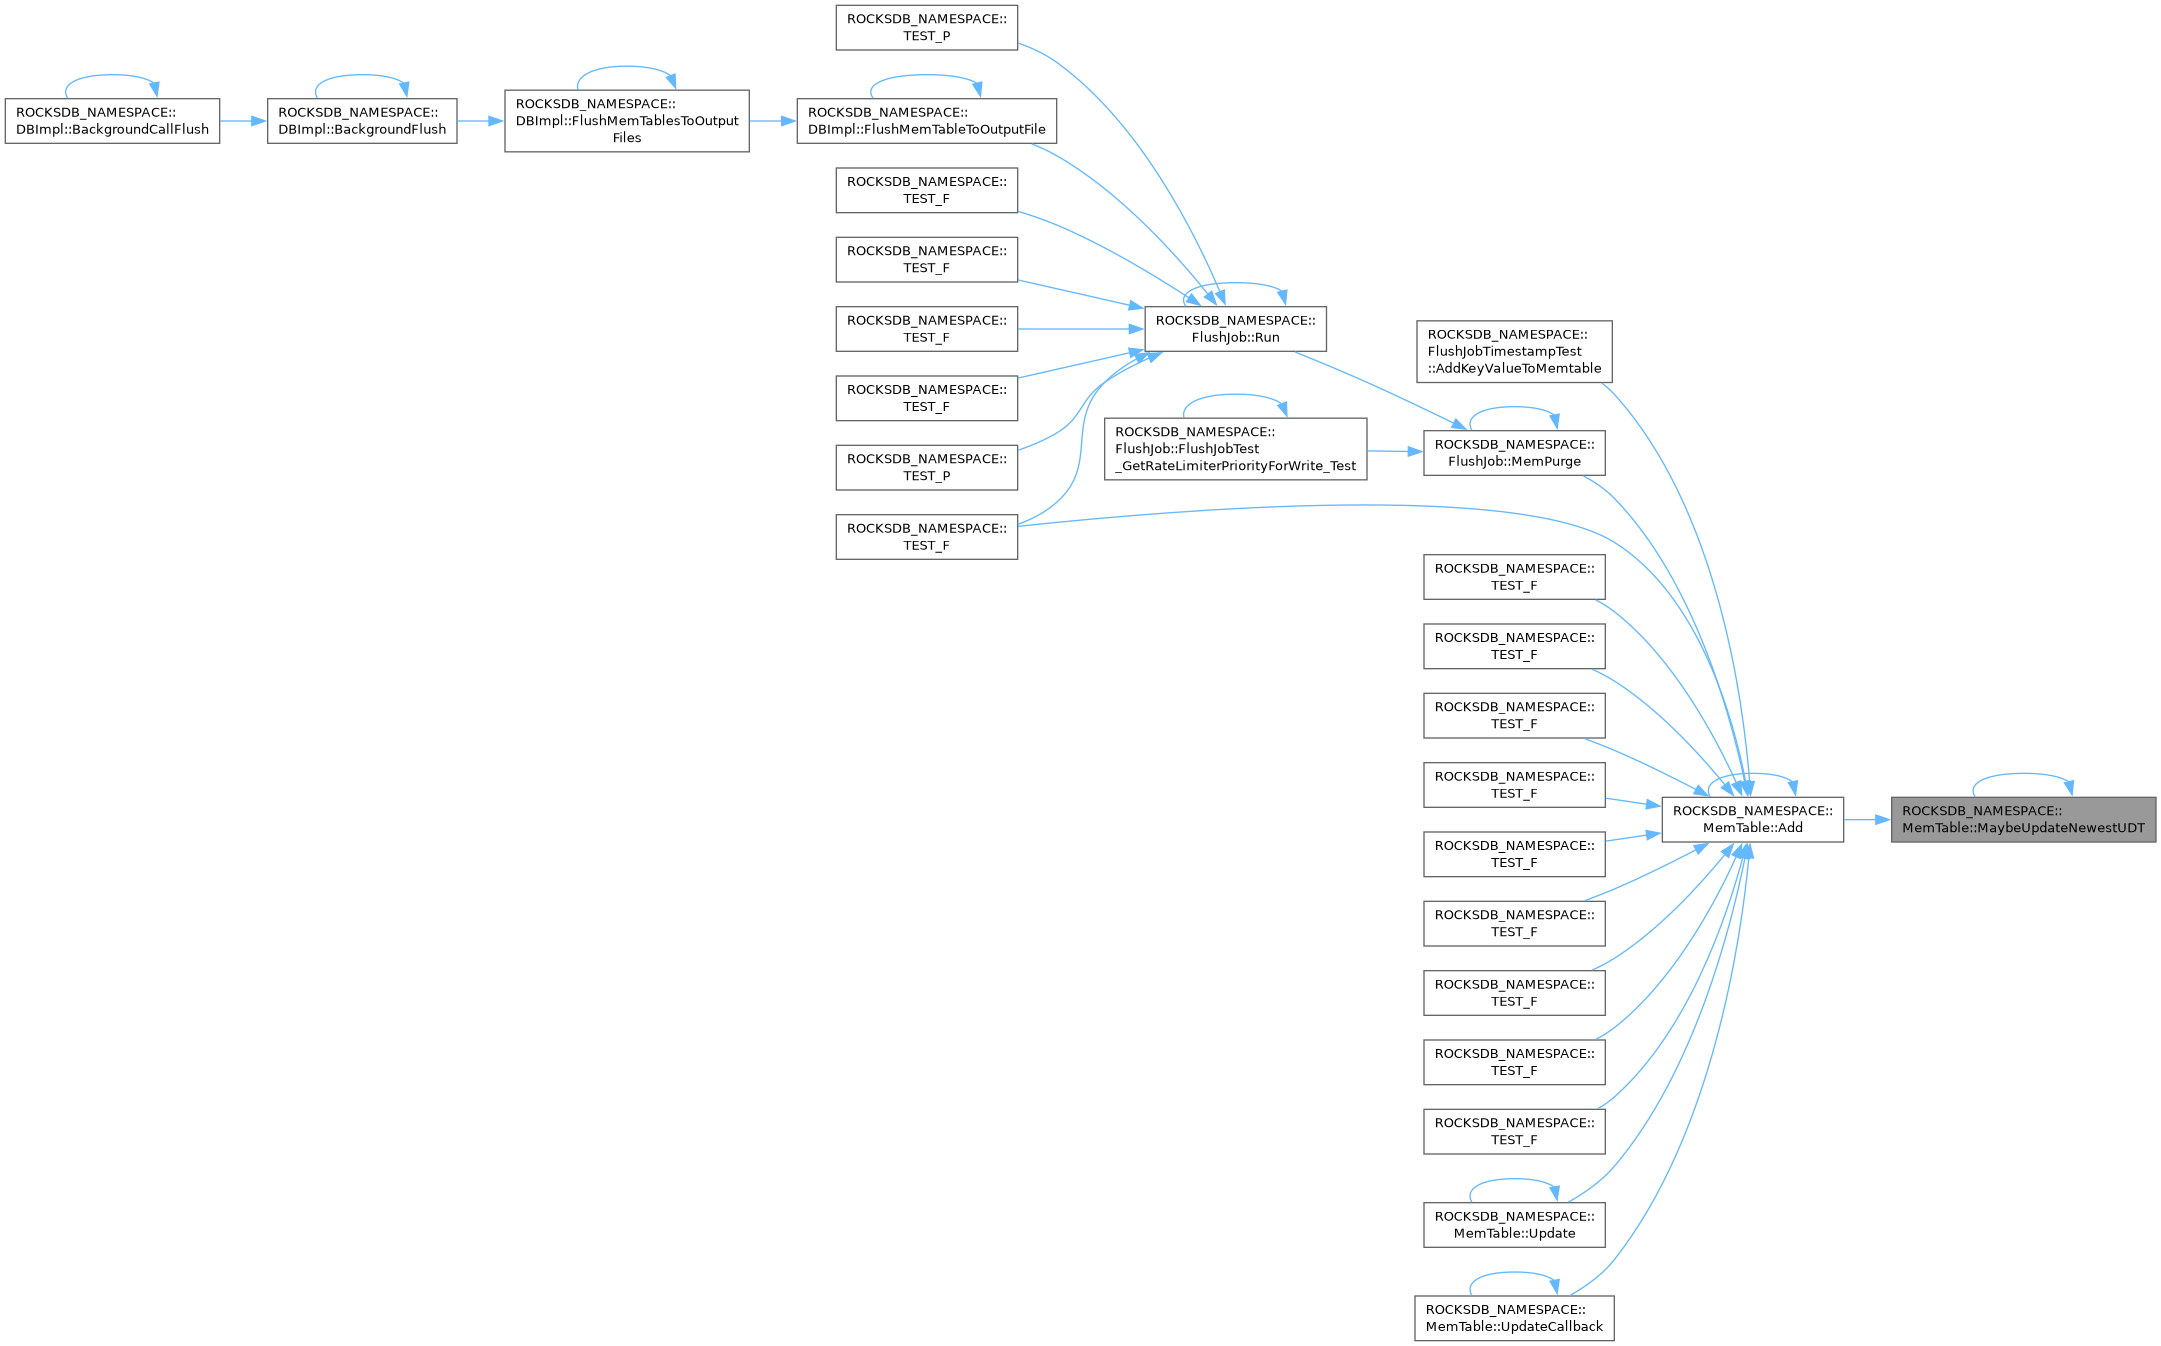 ROCKSDB_NAMESPACE::
TEST_P
ROCKSDB_NAMESPACE::
DBImpl::BackgroundCallFlush
ROCKSDB_NAMESPACE::
DBImpl::BackgroundFlush
ROCKSDB_NAMESPACE::
DBImpl::FlushMemTablesToOutput
Files
ROCKSDB_NAMESPACE::
DBImpl::FlushMemTableToOutputFile
ROCKSDB_NAMESPACE::
TEST_F
ROCKSDB_NAMESPACE::
TEST_F
ROCKSDB_NAMESPACE::
TEST_F
ROCKSDB_NAMESPACE::
TEST_F
ROCKSDB_NAMESPACE::
TEST_P
ROCKSDB_NAMESPACE::
TEST_F
ROCKSDB_NAMESPACE::
FlushJob::Run
ROCKSDB_NAMESPACE::
FlushJob::FlushJobTest
_GetRateLimiterPriorityForWrite_Test
ROCKSDB_NAMESPACE::
FlushJobTimestampTest
::AddKeyValueToMemtable
ROCKSDB_NAMESPACE::
FlushJob::MemPurge
ROCKSDB_NAMESPACE::
TEST_F
ROCKSDB_NAMESPACE::
TEST_F
ROCKSDB_NAMESPACE::
TEST_F
ROCKSDB_NAMESPACE::
TEST_F
ROCKSDB_NAMESPACE::
TEST_F
ROCKSDB_NAMESPACE::
TEST_F
ROCKSDB_NAMESPACE::
TEST_F
ROCKSDB_NAMESPACE::
TEST_F
ROCKSDB_NAMESPACE::
TEST_F
ROCKSDB_NAMESPACE::
MemTable::Update
ROCKSDB_NAMESPACE::
MemTable::UpdateCallback
ROCKSDB_NAMESPACE::
MemTable::Add
ROCKSDB_NAMESPACE::
MemTable::MaybeUpdateNewestUDT